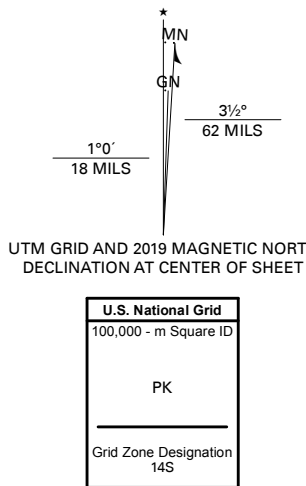 ★
MN
GN
3½°
62 MILS
1°0´
18 MILS
UTM GRID AND 2019 MAGNETIC NORT
DECLINATION AT CENTER OF SHEET
U.S. National Grid
100,000 - m Square ID
PK
Grid Zone Designation
14S